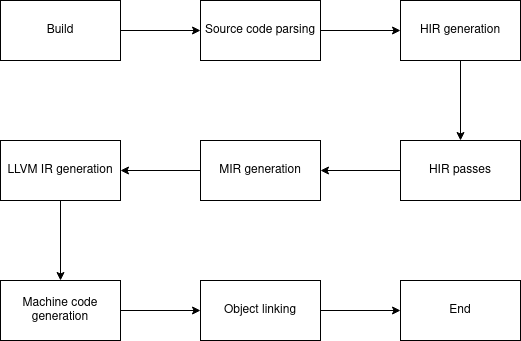 Build
Source code parsing
HIR generation
LLVM IR generation
MIR generation
HIR passes
Machine code
generation
Object linking
End